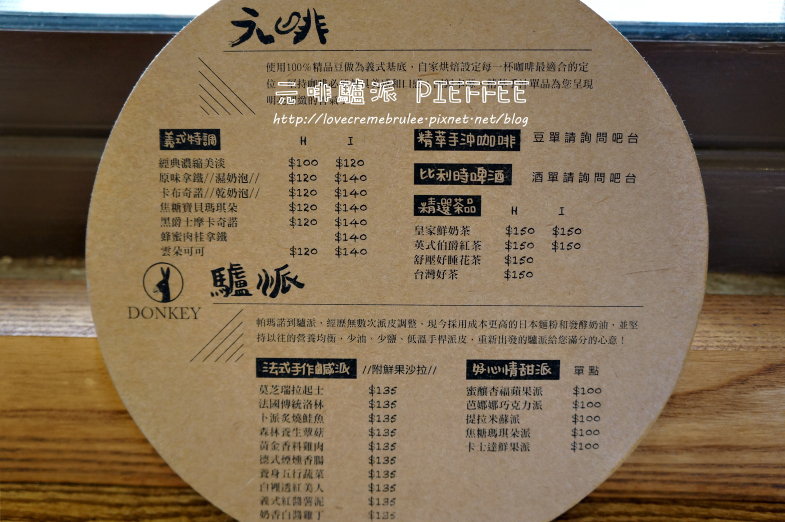 元啡
使用100%精品豆做為義式基底、自家烘焙設定每一杯咖啡最適合的定
元啡驢派 PIEFFEE
http://lovecremebrulee.pixnet.net/blog
義式特調 H I
經典濃縮美淡 $100 $120
原味拿鐵//濕奶泡// $120 $140
卡布奇諾//乾奶泡// $120 $140
焦糖寶貝瑪琪朵 $120 $140
黑爵士摩卡奇諾 $120 $140
蜂蜜肉桂拿鐵 $140
雲朵可可 $120 $140
精萃手沖咖啡 豆單請詢問吧台
比利時啤酒 酒單請詢問吧台
精選茶品 H I
皇家鮮奶茶 $150 $150
英式伯爵紅茶 $150 $150
舒壓好睡花茶 $150
台灣好茶 $150
DONKEY
驢派
帕瑪諾到驢派、經歷無數次派皮調整、現今採用成本更高的日本麵粉和發酵奶油，並堅
持以往的營養均衡、少油、少鹽、低溫手桿派皮、重新出發的驢派給您滿分的心意！
法式手作鹹派 //附鮮果沙拉//
莫芝瑞拉起士 $135
法國傳統洛林 $135
卜派炙燒鮭魚 $135
森林養生蕈菇 $135
黃金香料雞肉 $135
德式煙燻香腸 $135
養身五行蔬菜 $135
白裡透紅美人 $135
義式紅醬薯泥 $135
奶香白醬雞丁 $135
好心情甜派 單點
蜜釀杏福蘋果派 $100
芭娜娜巧克力派 $100
提拉米蘇派 $100
焦糖瑪琪朵派 $100
卡士達鮮果派 $100